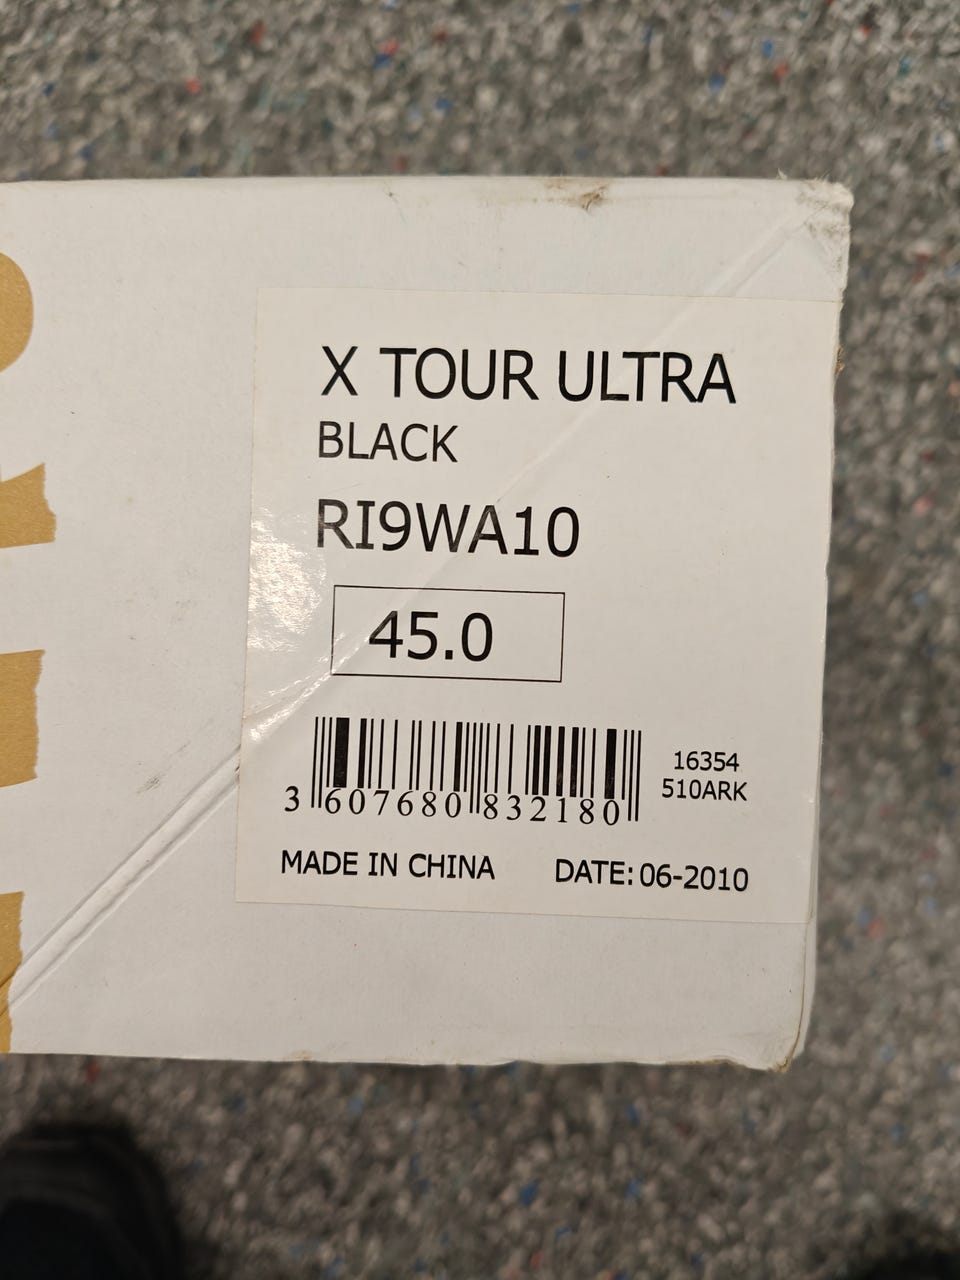 X TOUR ULTRA
BLACK
RI9WA10
45.0
3 607680 832180
16354
510ARK
MADE IN CHINA DATE: 06-2010